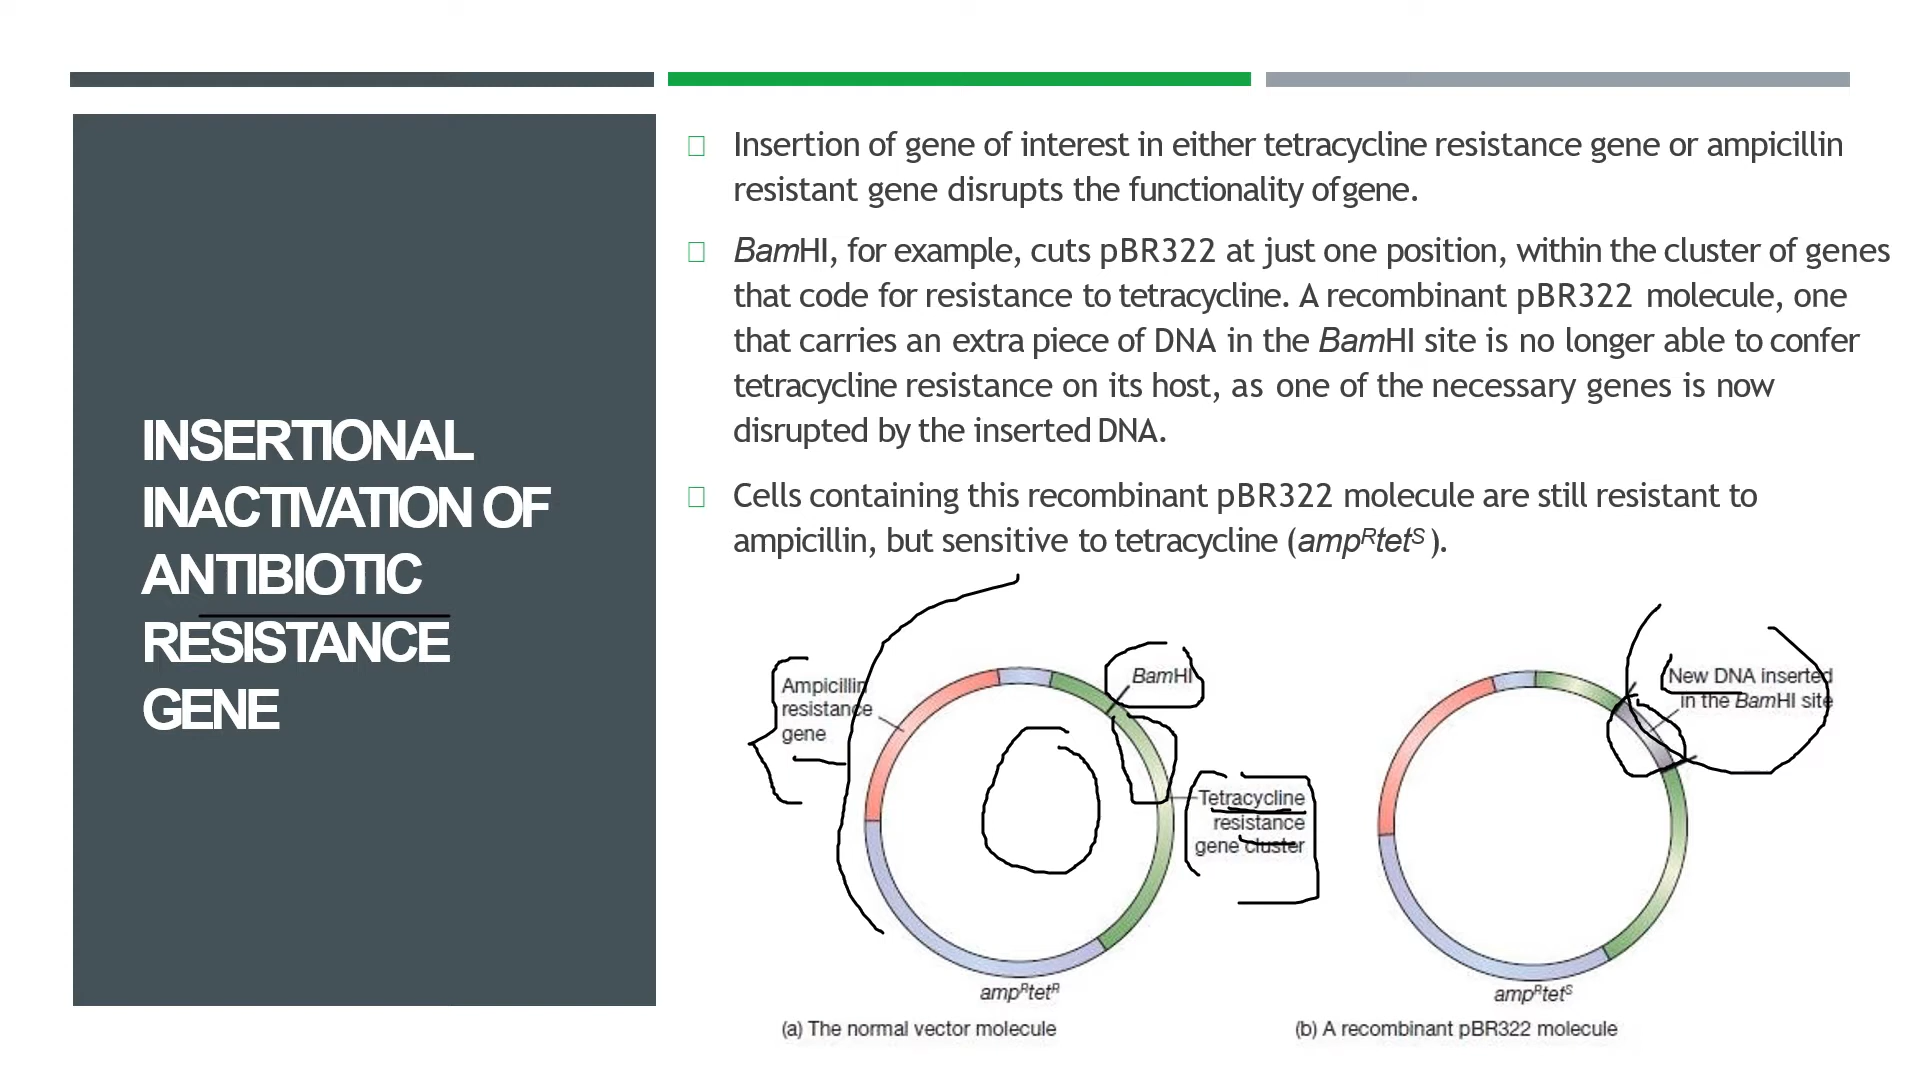 INSERTIONAL
INACTIVATION OF
ANTIBIOTIC
RESISTANCE
GENE
Insertion of gene of interest in either tetracycline resistance gene or ampicillin
resistant gene disrupts the functionality ofgene.
BamHI, for example, cuts pBR322 at just one position, within the cluster of genes
that code for resistance to tetracycline. A recombinant pBR322 molecule, one
that carries an extra piece of DNA in the BamHI site is no longer able to confer
tetracycline resistance on its host, as one of the necessary genes is now
disrupted by the inserted DNA.
Cells containing this recombinant pBR322 molecule are still resistant to
ampicillin, but sensitive to tetracycline (ampRtetS ).
Ampicillin
resistance
gene
BamHI
Tetracycline
resistance
gene cluster
ampRtetR
(a) The normal vector molecule
New DNA inserted
in the BamHI site
ampRtetS
(b) A recombinant pBR322 molecule